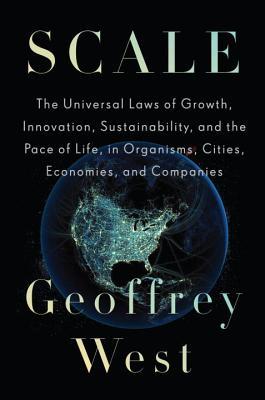 SCALE
The Universal Laws of Growth,
Innovation, Sustainability, and the
Pace of Life, in Organisms, Cities,
Economies, and Companies
Geoffrey
West